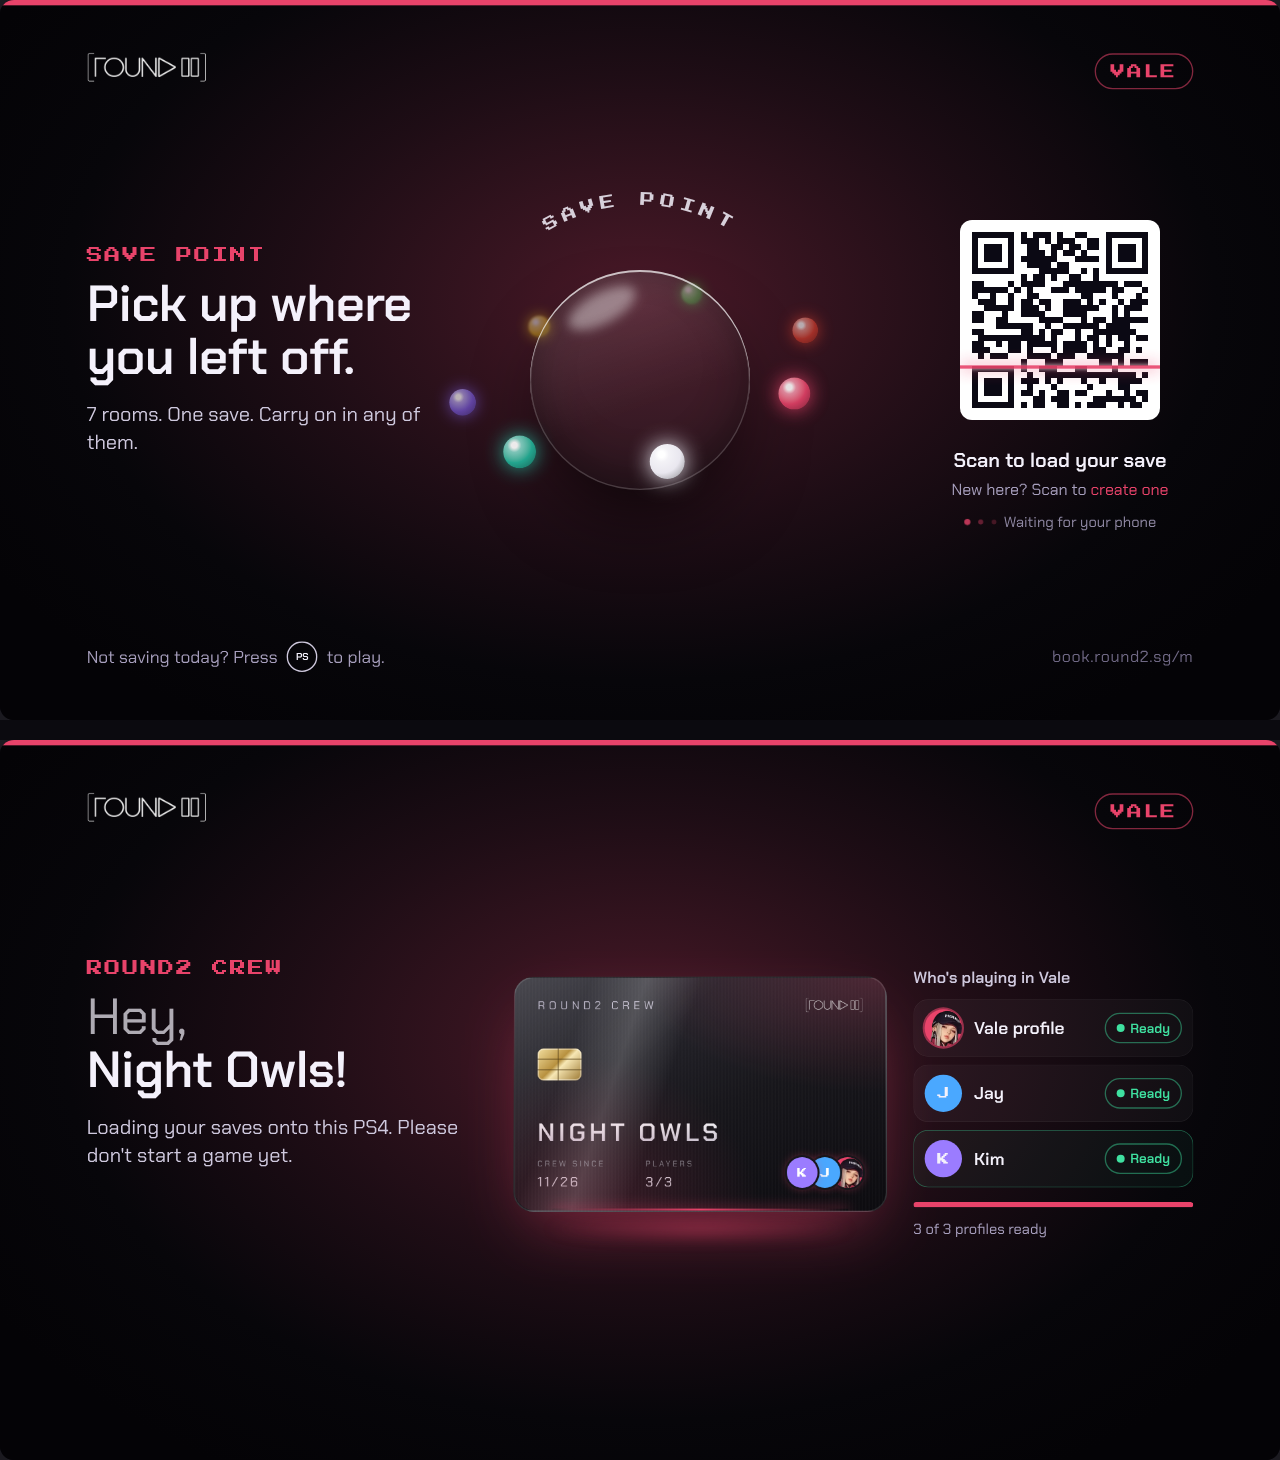 [ROUND II]
VALE
SAVE POINT
SAVE POINT
Pick up where
you left off.
7 rooms. One save. Carry on in any of
them.
Scan to load your save
New here? Scan to create one
Waiting for your phone
Not saving today? Press PS to play.
book.round2.sg/m
[ROUND II]
VALE
ROUND2 CREW
Hey,
Night Owls!
Loading your saves onto this PS4. Please
don't start a game yet.
ROUND2 CREW
[ROUND II]
NIGHT OWLS
CREW SINCE
PLAYERS
11/26
3/3
K
J
Who's playing in Vale
Vale profile
Ready
J
Jay
Ready
K
Kim
Ready
3 of 3 profiles ready